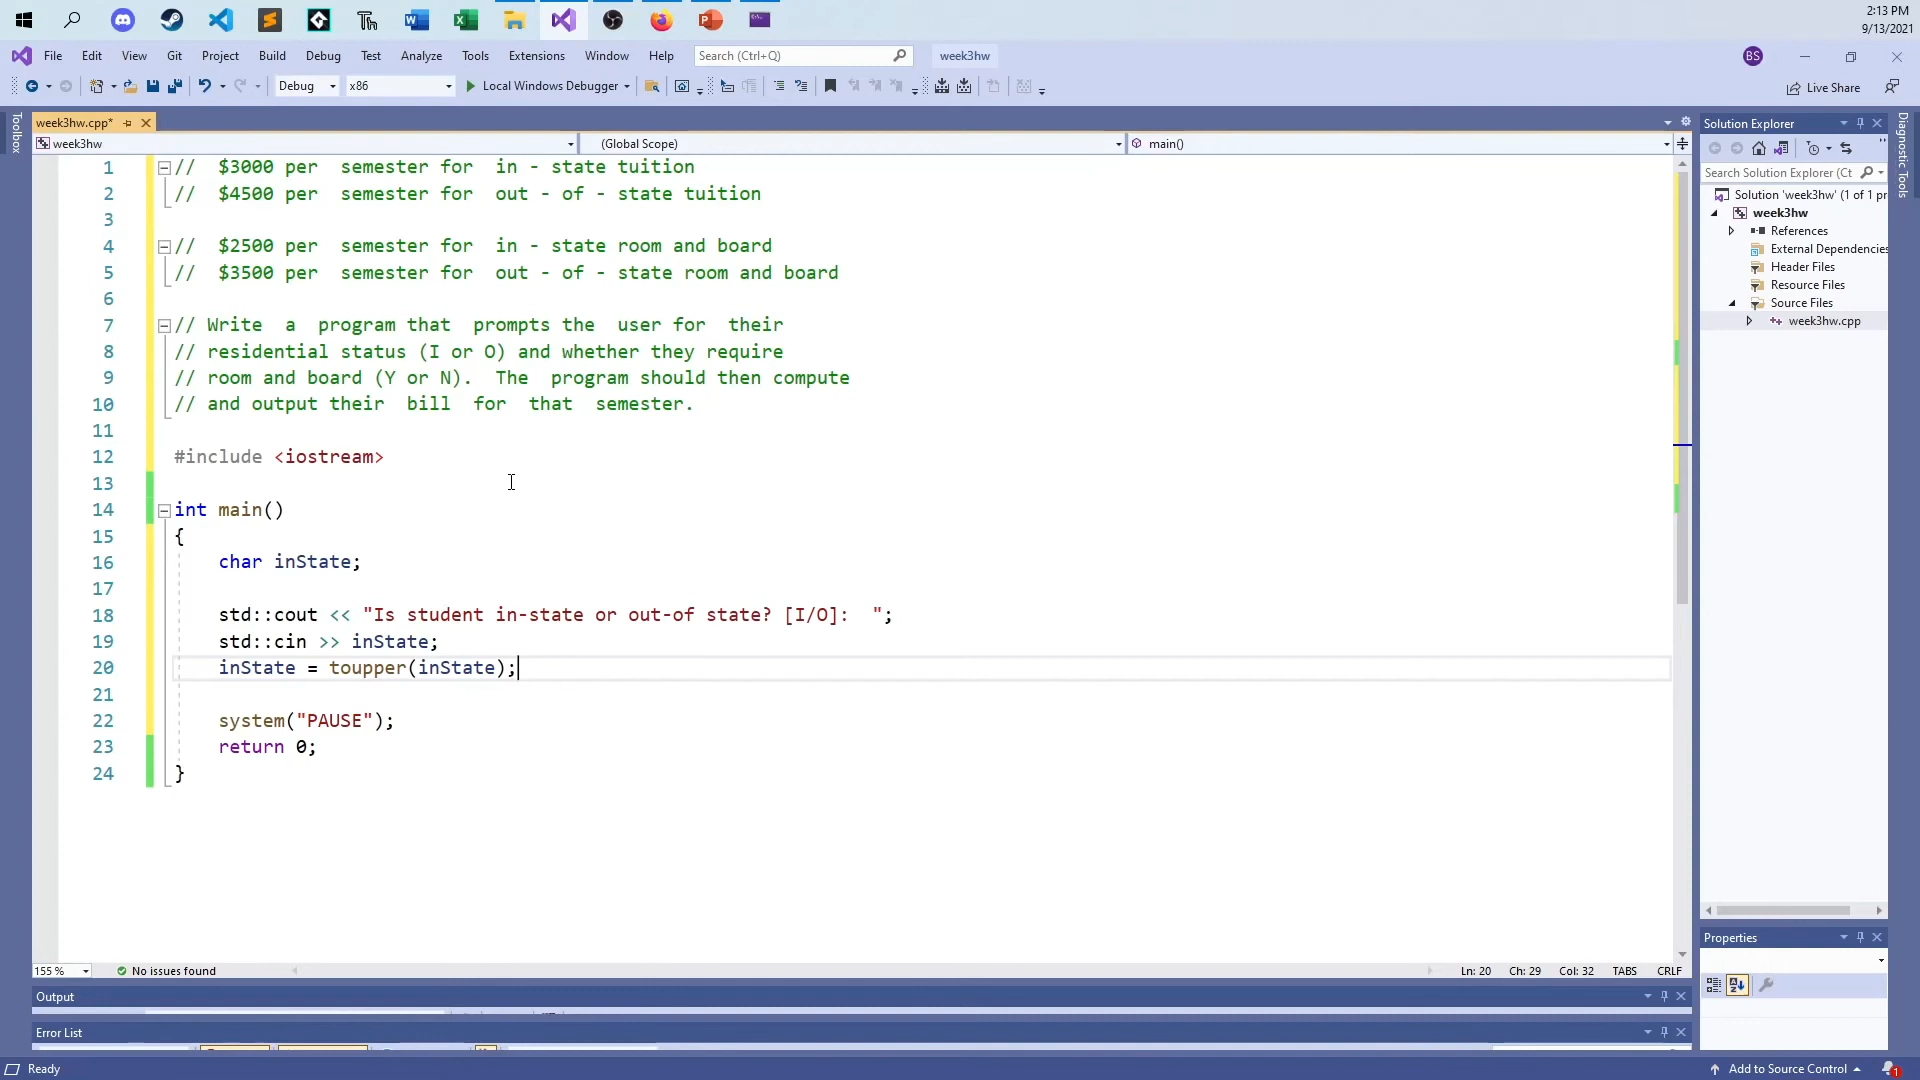 2:13 PM
9/13/2021
File Edit View Git Project Build Debug Test Analyze Tools Extensions Window Help Search (Ctrl+Q) week3hw BS
Debug x86 Local Windows Debugger Live Share
Toolbox
week3hw.cpp*
week3hw (Global Scope) main()
1 // $3000 per semester for in - state tuition
2 // $4500 per semester for out - of - state tuition
3
4 // $2500 per semester for in - state room and board
5 // $3500 per semester for out - of - state room and board
6
7 // Write a program that prompts the user for their
8 // residential status (I or O) and whether they require
9 // room and board (Y or N). The program should then compute
10 // and output their bill for that semester.
11
12 #include <iostream>
13
14 int main()
15 {
16 char inState;
17
18 std::cout << "Is student in-state or out-of state? [I/O]: ";
19 std::cin >> inState;
20 inState = toupper(inState);
21
22 system("PAUSE");
23 return 0;
24 }
155 % No issues found Ln: 20 Ch: 29 Col: 32 TABS CRLF
Output
Error List
Ready Add to Source Control 1
Solution Explorer
Search Solution Explorer (Ct
Solution 'week3hw' (1 of 1 pr
week3hw
References
External Dependencies
Header Files
Resource Files
Source Files
week3hw.cpp
Properties
Diagnostic Tools